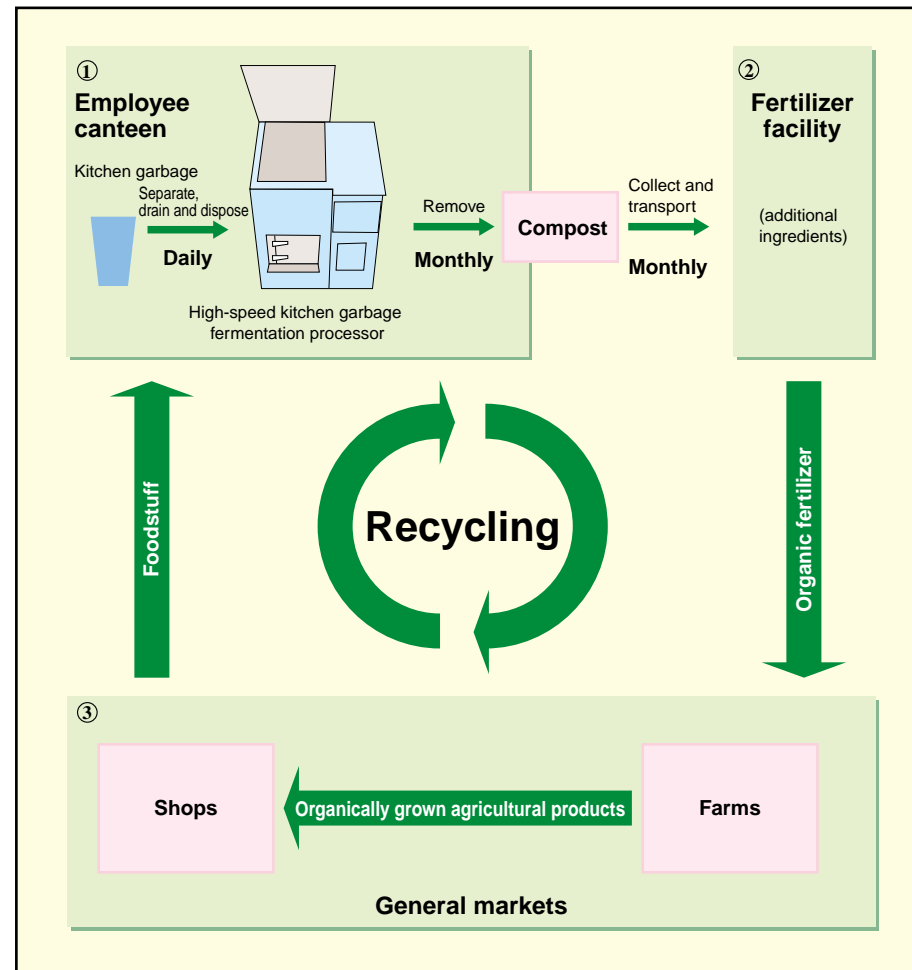 ①
Employee
canteen
Kitchen garbage
Separate,
drain and dispose
Daily
High-speed kitchen garbage
fermentation processor
Remove
Monthly
Compost
Collect and
transport
Monthly
②
Fertilizer
facility
(additional
ingredients)
Foodstuff
Recycling
Organic fertilizer
③
Shops
Organically grown agricultural products
Farms
General markets